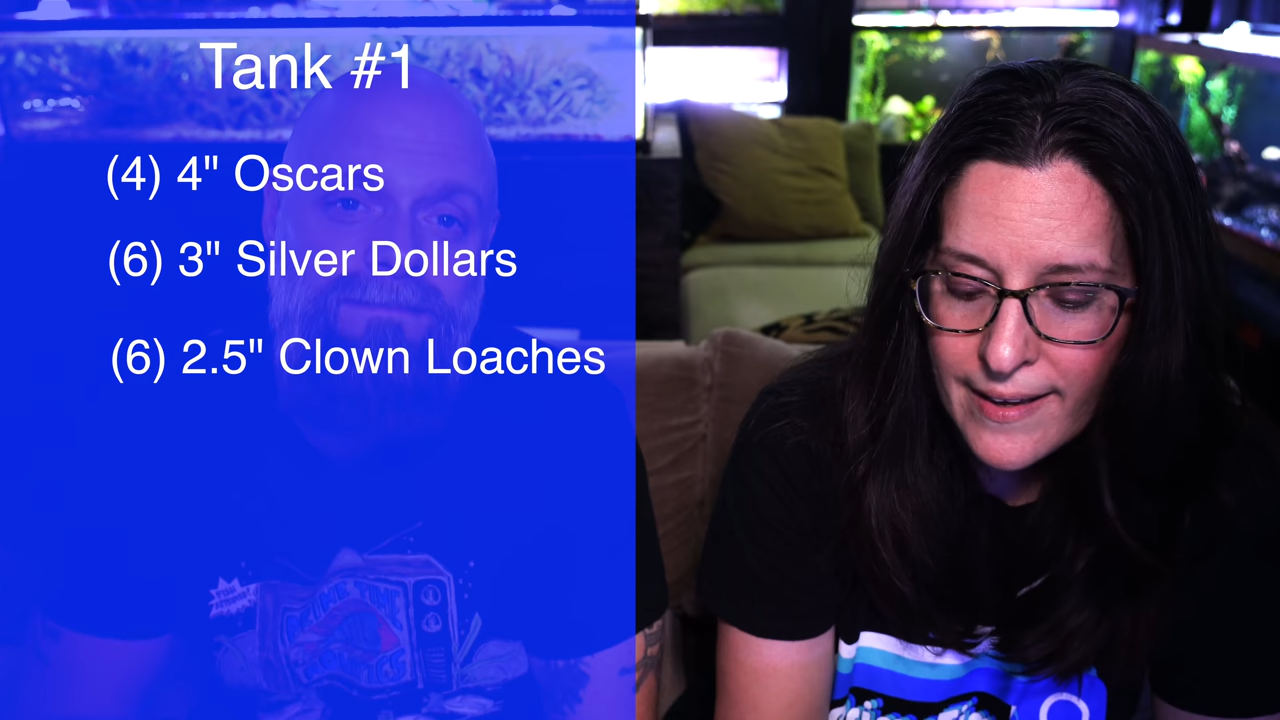 Tank #1
(4) 4" Oscars
(6) 3" Silver Dollars
(6) 2.5" Clown Loaches